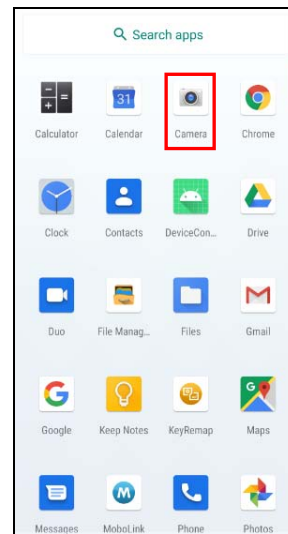 Search apps
31
Calculator Calendar Camera Chrome
Clock Contacts DeviceCon... Drive
Duo File Manag... Files Gmail
G
G
Google Keep Notes KeyRemap Maps
M
Messages MoboLink Phone Photos